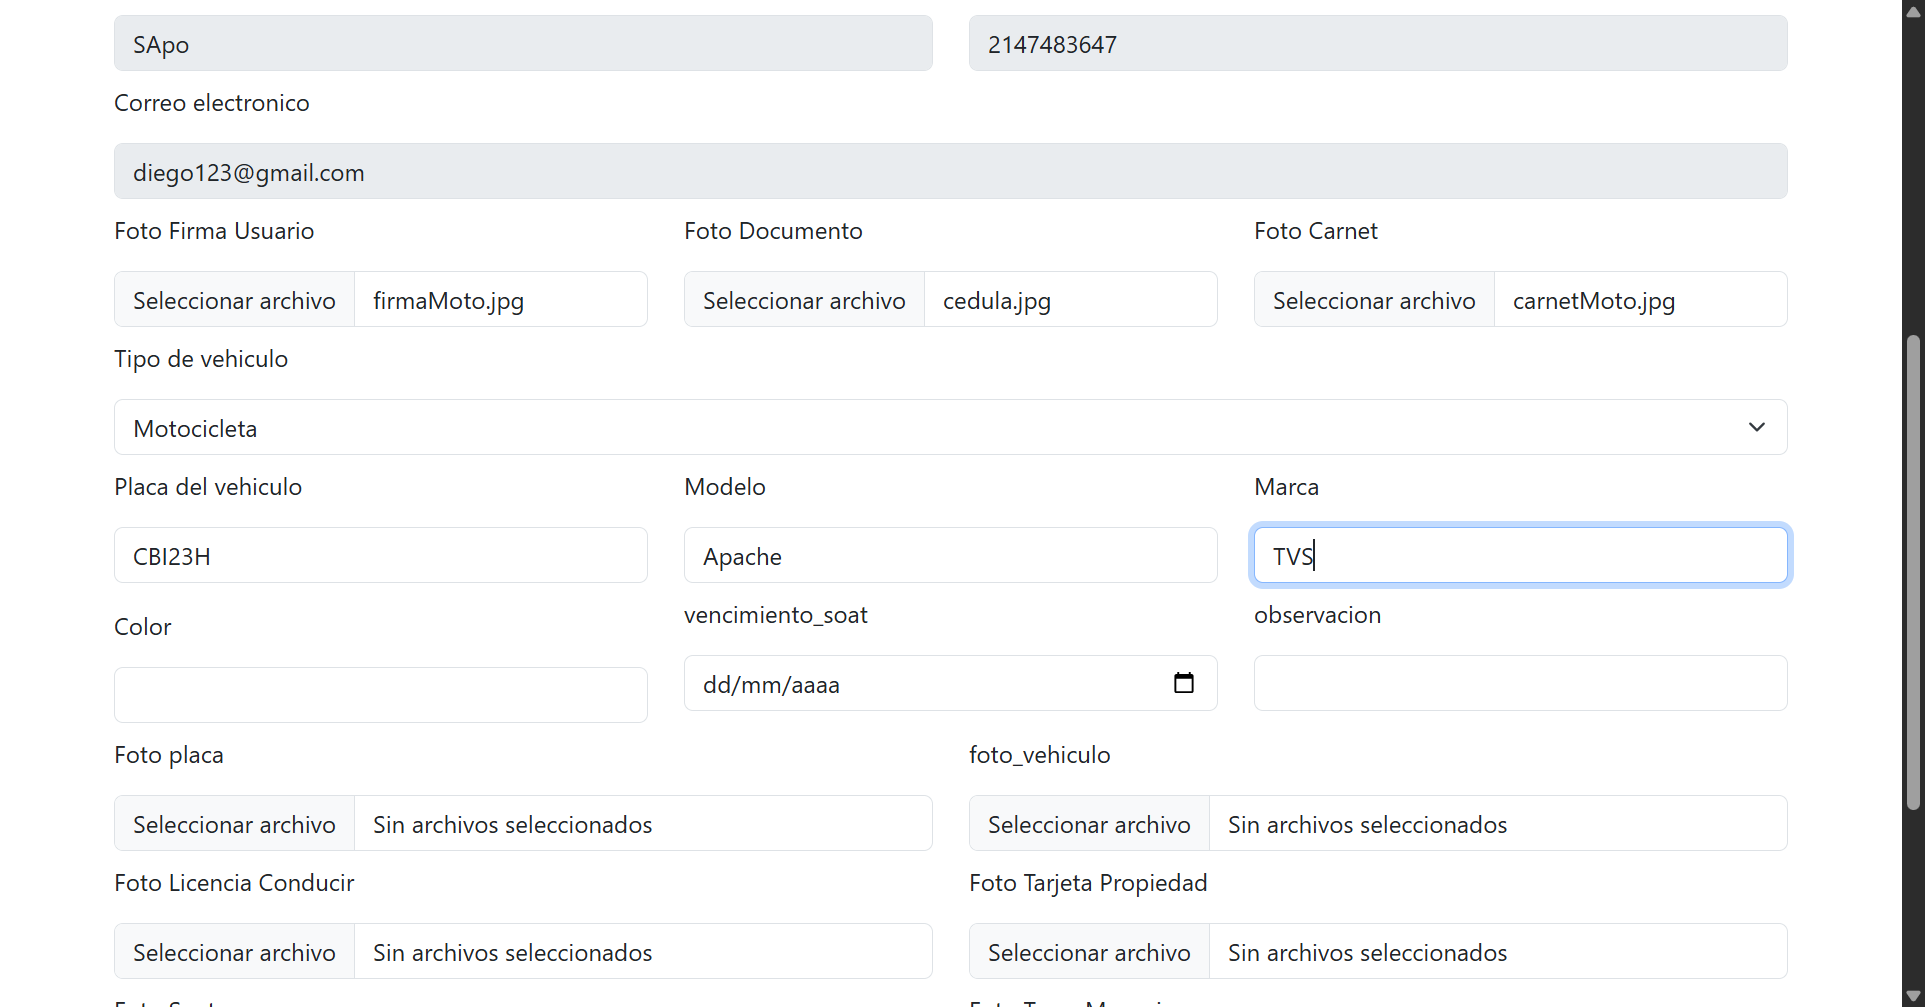 SApo 2147483647
Correo electronico
diego123@gmail.com
Foto Firma Usuario Foto Documento Foto Carnet
Seleccionar archivo firmaMoto.jpg Seleccionar archivo cedula.jpg Seleccionar archivo carnetMoto.jpg
Tipo de vehiculo
Motocicleta
Placa del vehiculo Modelo Marca
CBI23H Apache TVS
Color vencimiento_soat observacion
dd/mm/aaaa
Foto placa foto_vehiculo
Seleccionar archivo Sin archivos seleccionados Seleccionar archivo Sin archivos seleccionados
Foto Licencia Conducir Foto Tarjeta Propiedad
Seleccionar archivo Sin archivos seleccionados Seleccionar archivo Sin archivos seleccionados